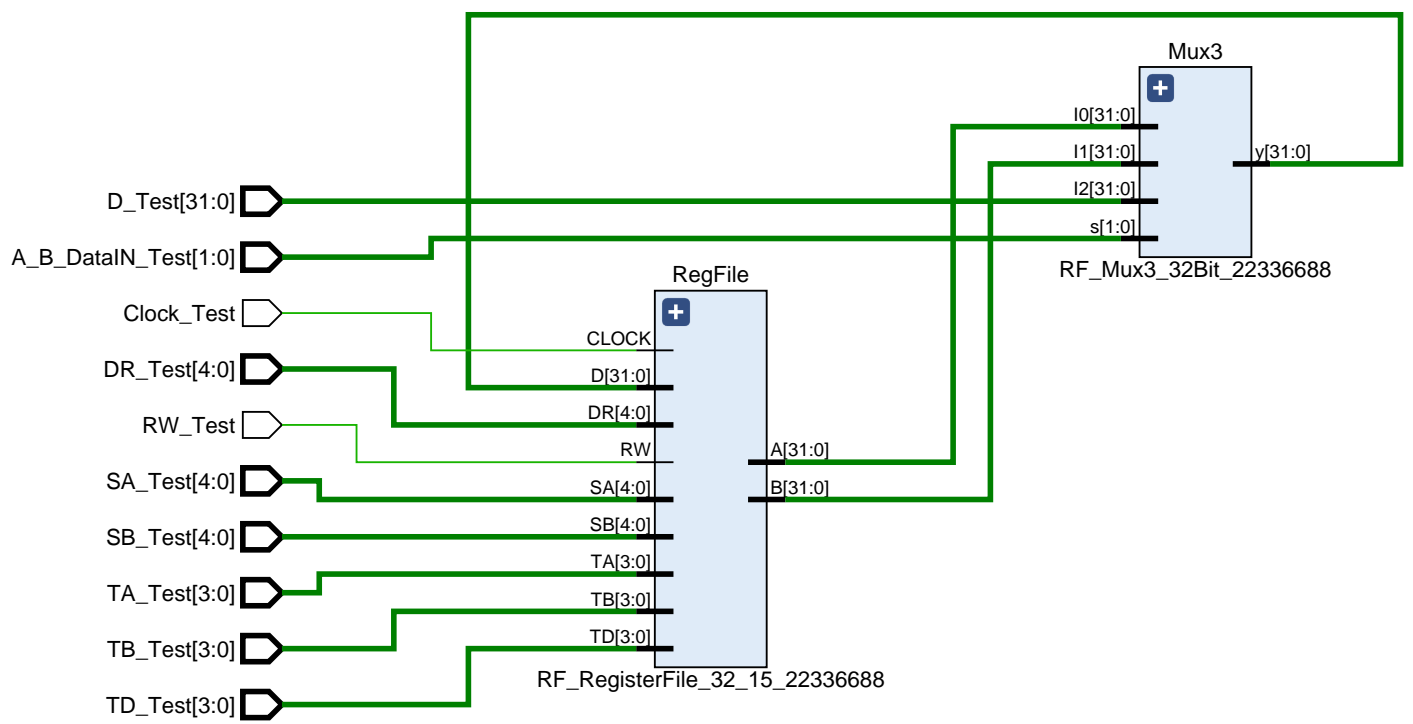 Mux3
I0[31:0]
I1[31:0]
y[31:0]
I2[31:0]
D_Test[31:0]
s[1:0]
A_B_DataIN_Test[1:0]
RF_Mux3_32Bit_22336688
RegFile
Clock_Test
CLOCK
DR_Test[4:0]
D[31:0]
DR[4:0]
RW_Test
RW
A[31:0]
SA_Test[4:0]
SA[4:0]
B[31:0]
SB[4:0]
SB_Test[4:0]
TA[3:0]
TA_Test[3:0]
TB[3:0]
TD[3:0]
TB_Test[3:0]
RF_RegisterFile_32_15_22336688
TD_Test[3:0]